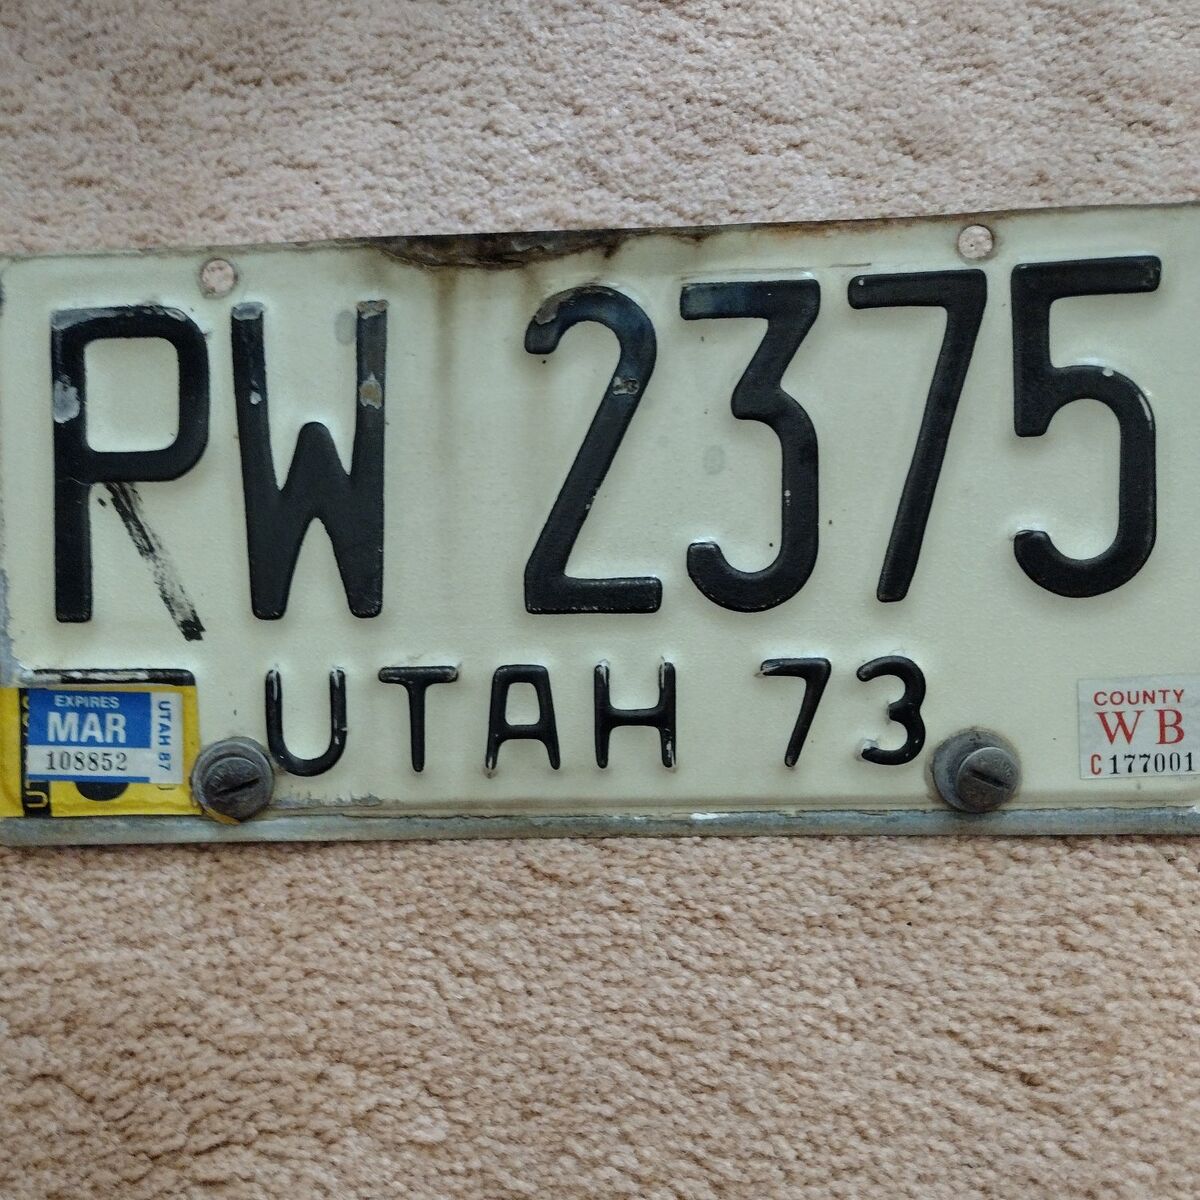 RW 2375
UTAH 73
EXPIRES
MAR
108852
UTAH 87
COUNTY
WB
C177001